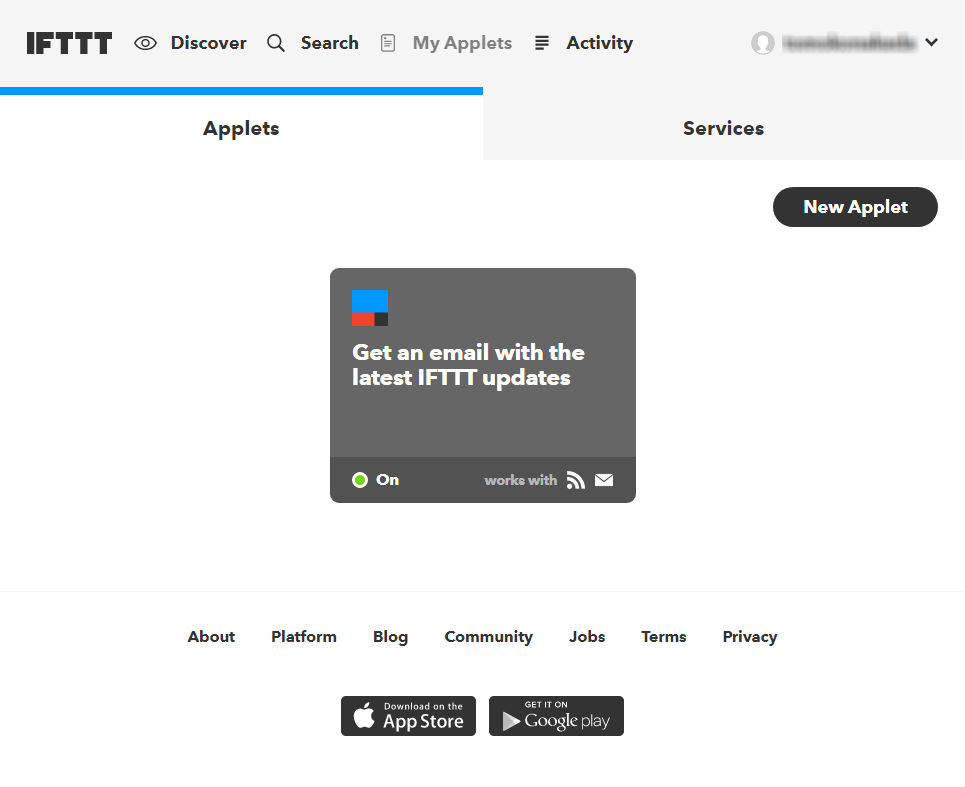 IFTTT Discover Search My Applets Activity
Applets Services
New Applet
Get an email with the
latest IFTTT updates
On works with
About Platform Blog Community Jobs Terms Privacy
Download on the
App Store
GET IT ON
Google play